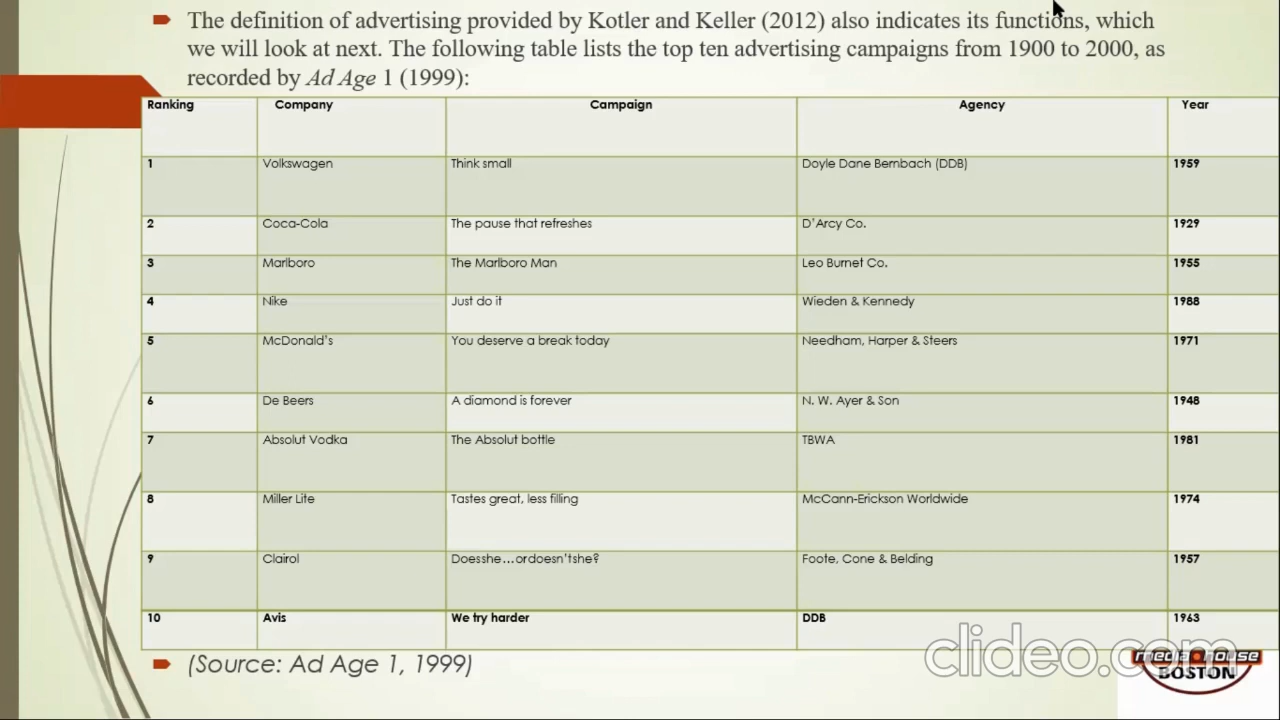 The definition of advertising provided by Kotler and Keller (2012) also indicates its functions, which
we will look at next. The following table lists the top ten advertising campaigns from 1900 to 2000, as
recorded by Ad Age 1 (1999):
Ranking Company Campaign Agency Year
1 Volkswagen Think small Doyle Dane Bernbach (DDB) 1959
2 Coca-Cola The pause that refreshes D'Arcy Co. 1929
3 Marlboro The Marlboro Man Leo Burnet Co. 1955
4 Nike Just do it Wieden & Kennedy 1988
5 McDonald's You deserve a break today Needham, Harper & Steers 1971
6 De Beers A diamond is forever N. W. Ayer & Son 1948
7 Absolut Vodka The Absolut bottle TBWA 1981
8 Miller Lite Tastes great, less filling McCann-Erickson Worldwide 1974
9 Clairol Doesshe…ordoesn'tshe? Foote, Cone & Belding 1957
10 Avis We try harder DDB 1963
(Source: Ad Age 1, 1999)
clideo.com
media house
BOSTON